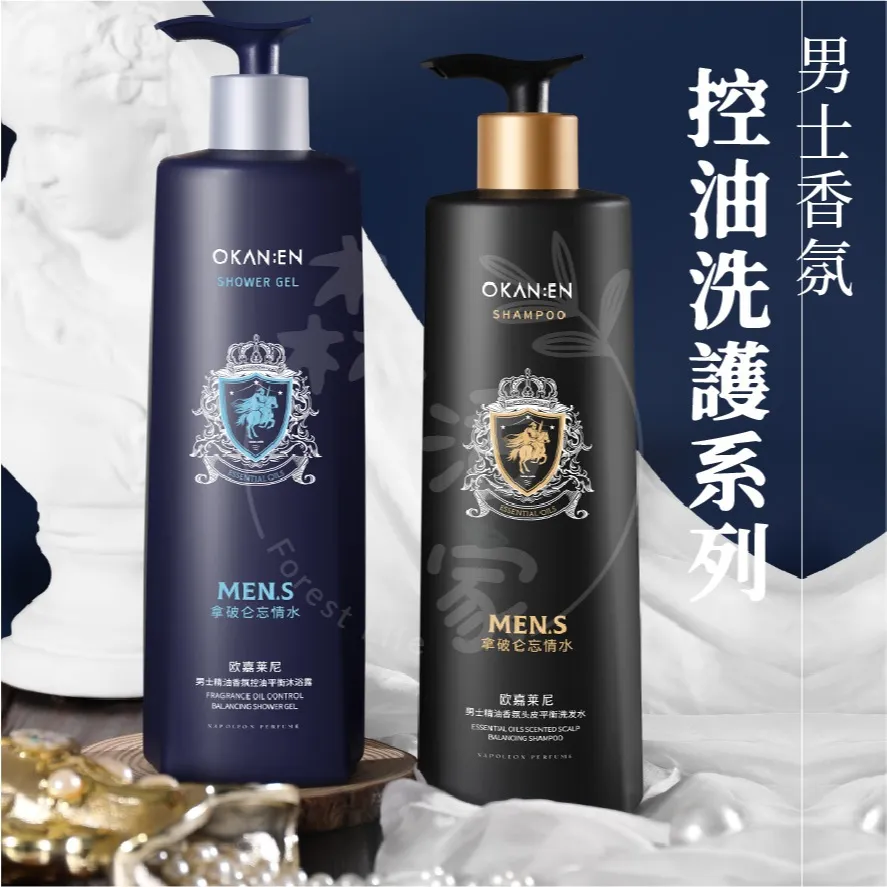 男士香氛
控油洗護系列
OKAN:EN
SHOWER GEL
ESSENTIAL OILS
MEN.S
拿破仑忘情水
欧嘉莱尼
男士精油香氛控油平衡沐浴露
FRAGRANCE OIL CONTROL
BALANCING SHOWER GEL
NAPOLEON PERFUME
OKAN:EN
SHAMPOO
ESSENTIAL OILS
MEN.S
拿破仑忘情水
欧嘉莱尼
男士精油香氛头皮平衡洗发水
ESSENTIAL OILS SCENTED SCALP
BALANCING SHAMPOO
NAPOLEON PERFUME
森活家